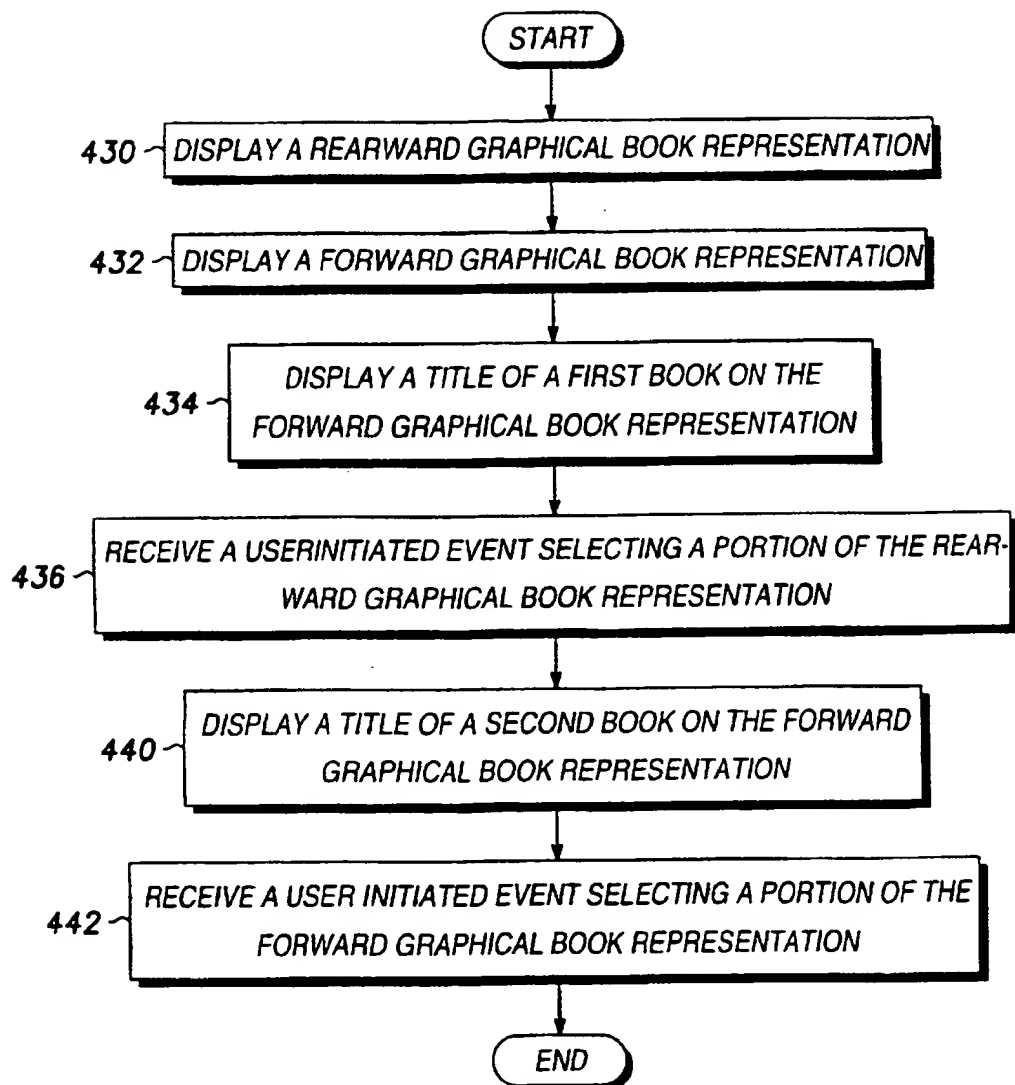 START
430
DISPLAY A REARWARD GRAPHICAL BOOK REPRESENTATION
432
DISPLAY A FORWARD GRAPHICAL BOOK REPRESENTATION
434
DISPLAY A TITLE OF A FIRST BOOK ON THE
FORWARD GRAPHICAL BOOK REPRESENTATION
436
RECEIVE A USERINITIATED EVENT SELECTING A PORTION OF THE REAR-
WARD GRAPHICAL BOOK REPRESENTATION
440
DISPLAY A TITLE OF A SECOND BOOK ON THE FORWARD
GRAPHICAL BOOK REPRESENTATION
442
RECEIVE A USER INITIATED EVENT SELECTING A PORTION OF THE
FORWARD GRAPHICAL BOOK REPRESENTATION
END